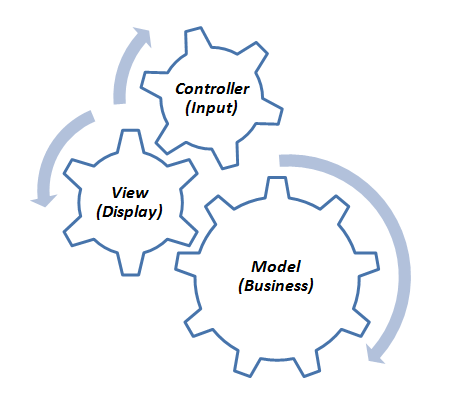 Controller
(Input)
View
(Display)
Model
(Business)